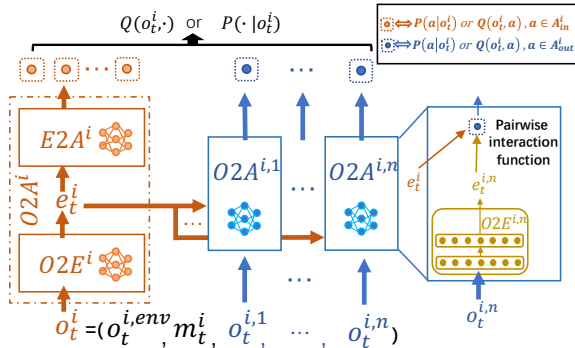 Q(o_t^i,·) or P(·|o_t^i)
⇔ P(a|o_t^i) or Q(o_t^i, a), a ∈ A_in^i
⇔ P(a|o_t^i) or Q(o_t^i, a), a ∈ A_out^i
... ...
E2A^i
O2A^i
e_t^i
O2E^i
O2A^{i,1} ... O2A^{i,n}
...
Pairwise
interaction
function
e_t^i
e_t^{i,n}
O2E^{i,n}
o_t^{i,n}
...
o_t^i =(o_t^{i,env}, m_t^i, o_t^{i,1}, ..., o_t^{i,n})